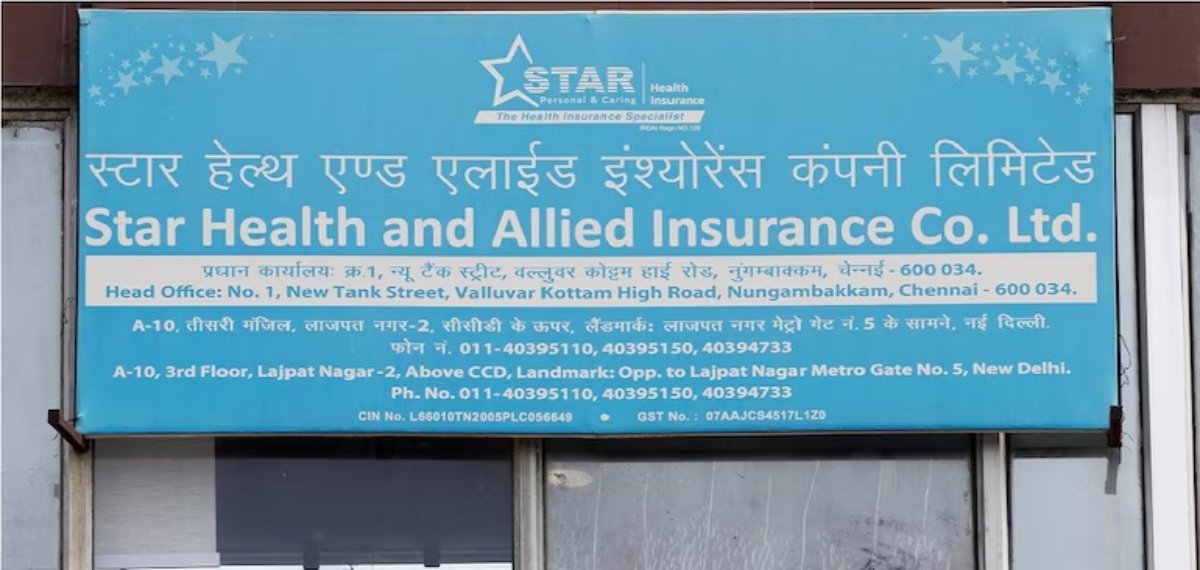 STAR Health
Personal & Caring Insurance
The Health Insurance Specialist
IRDAI Regn NO.129
स्टार हेल्थ एण्ड एलाईड इंश्योरेंस कंपनी लिमिटेड
Star Health and Allied Insurance Co. Ltd.
प्रधान कार्यालयः क्र.1, न्यू टैंक स्ट्रीट, वल्लुवर कोट्टम हाई रोड, नुंगम्बाक्कम, चेन्नई - 600 034.
Head Office: No. 1, New Tank Street, Valluvar Kottam High Road, Nungambakkam, Chennai - 600 034.
A-10, तीसरी मंजिल, लाजपत नगर-2, सीसीडी के ऊपर, लैंडमार्क: लाजपत नगर मेट्रो गेट नं. 5 के सामने, नई दिल्ली.
फोन नं. 011-40395110, 40395150, 40394733
A-10, 3rd Floor, Lajpat Nagar -2, Above CCD, Landmark: Opp. to Lajpat Nagar Metro Gate No. 5, New Delhi.
Ph. No. 011-40395110, 40395150, 40394733
CIN No. L66010TN2005PLC056649 • GST No. : 07AAJCS4517L1Z0